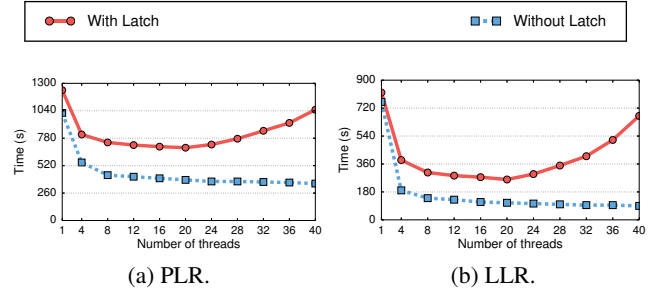 With Latch Without Latch
1300
1040
780
520
260
0
Time (s)
1 4 8 12 16 20 24 28 32 36 40
Number of threads
(a) PLR.
900
720
540
360
180
0
Time (s)
1 4 8 12 16 20 24 28 32 36 40
Number of threads
(b) LLR.